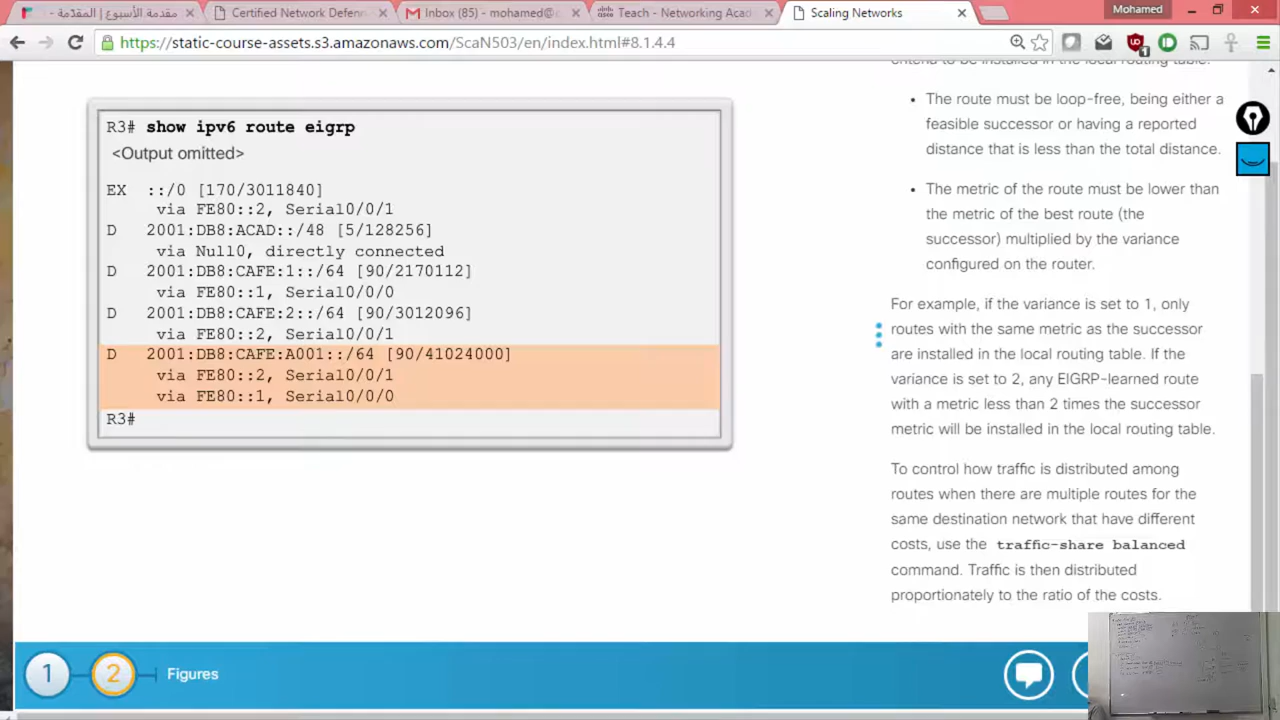 مقدمة الأسبوع | المقدّمة -
Certified Network Defenn
Inbox (85) - mohamed@c
Teach - Networking Acad
Scaling Networks
Mohamed
https://static-course-assets.s3.amazonaws.com/ScaN503/en/index.html#8.1.4.4
R3# show ipv6 route eigrp
<Output omitted>
EX ::/0 [170/3011840]
via FE80::2, Serial0/0/1
D 2001:DB8:ACAD::/48 [5/128256]
via Null0, directly connected
D 2001:DB8:CAFE:1::/64 [90/2170112]
via FE80::1, Serial0/0/0
D 2001:DB8:CAFE:2::/64 [90/3012096]
via FE80::2, Serial0/0/1
D 2001:DB8:CAFE:A001::/64 [90/41024000]
via FE80::2, Serial0/0/1
via FE80::1, Serial0/0/0
R3#
criteria to be installed in the local routing table:
• The route must be loop-free, being either a
feasible successor or having a reported
distance that is less than the total distance.
• The metric of the route must be lower than
the metric of the best route (the
successor) multiplied by the variance
configured on the router.
For example, if the variance is set to 1, only
routes with the same metric as the successor
are installed in the local routing table. If the
variance is set to 2, any EIGRP-learned route
with a metric less than 2 times the successor
metric will be installed in the local routing table.
To control how traffic is distributed among
routes when there are multiple routes for the
same destination network that have different
costs, use the traffic-share balanced
command. Traffic is then distributed
proportionately to the ratio of the costs.
1
2
Figures